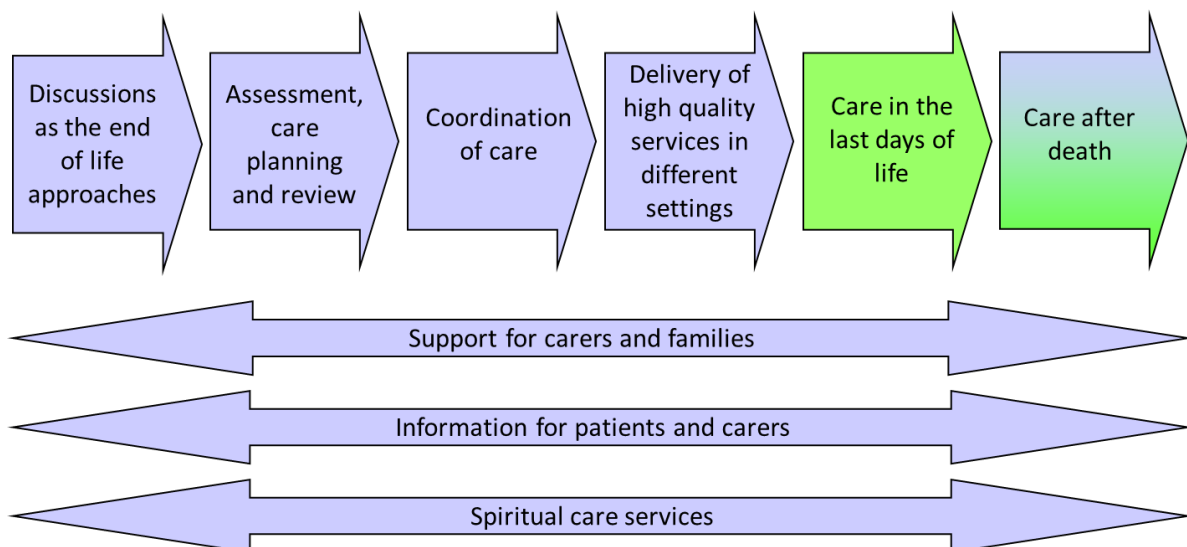 Discussions
as the end
of life
approaches
Assessment,
care
planning
and review
Coordination
of care
Delivery of
high quality
services in
different
settings
Care in the
last days of
life
Care after
death
Support for carers and families
Information for patients and carers
Spiritual care services